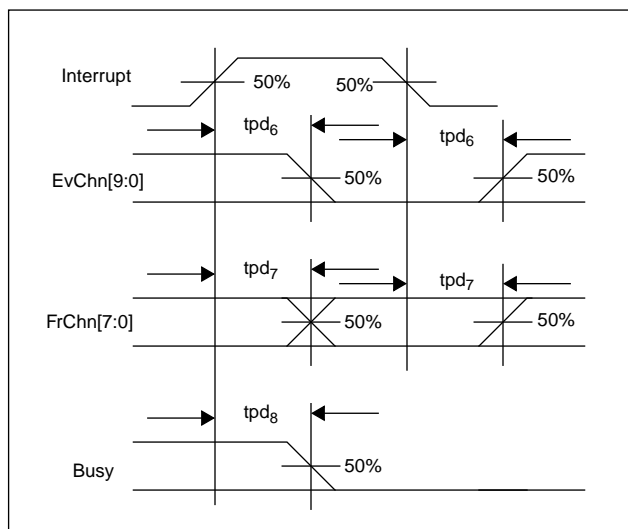 Interrupt
50%
50%
tpd6
tpd6
EvChn[9:0]
50%
50%
tpd7
tpd7
FrChn[7:0]
50%
50%
tpd8
Busy
50%